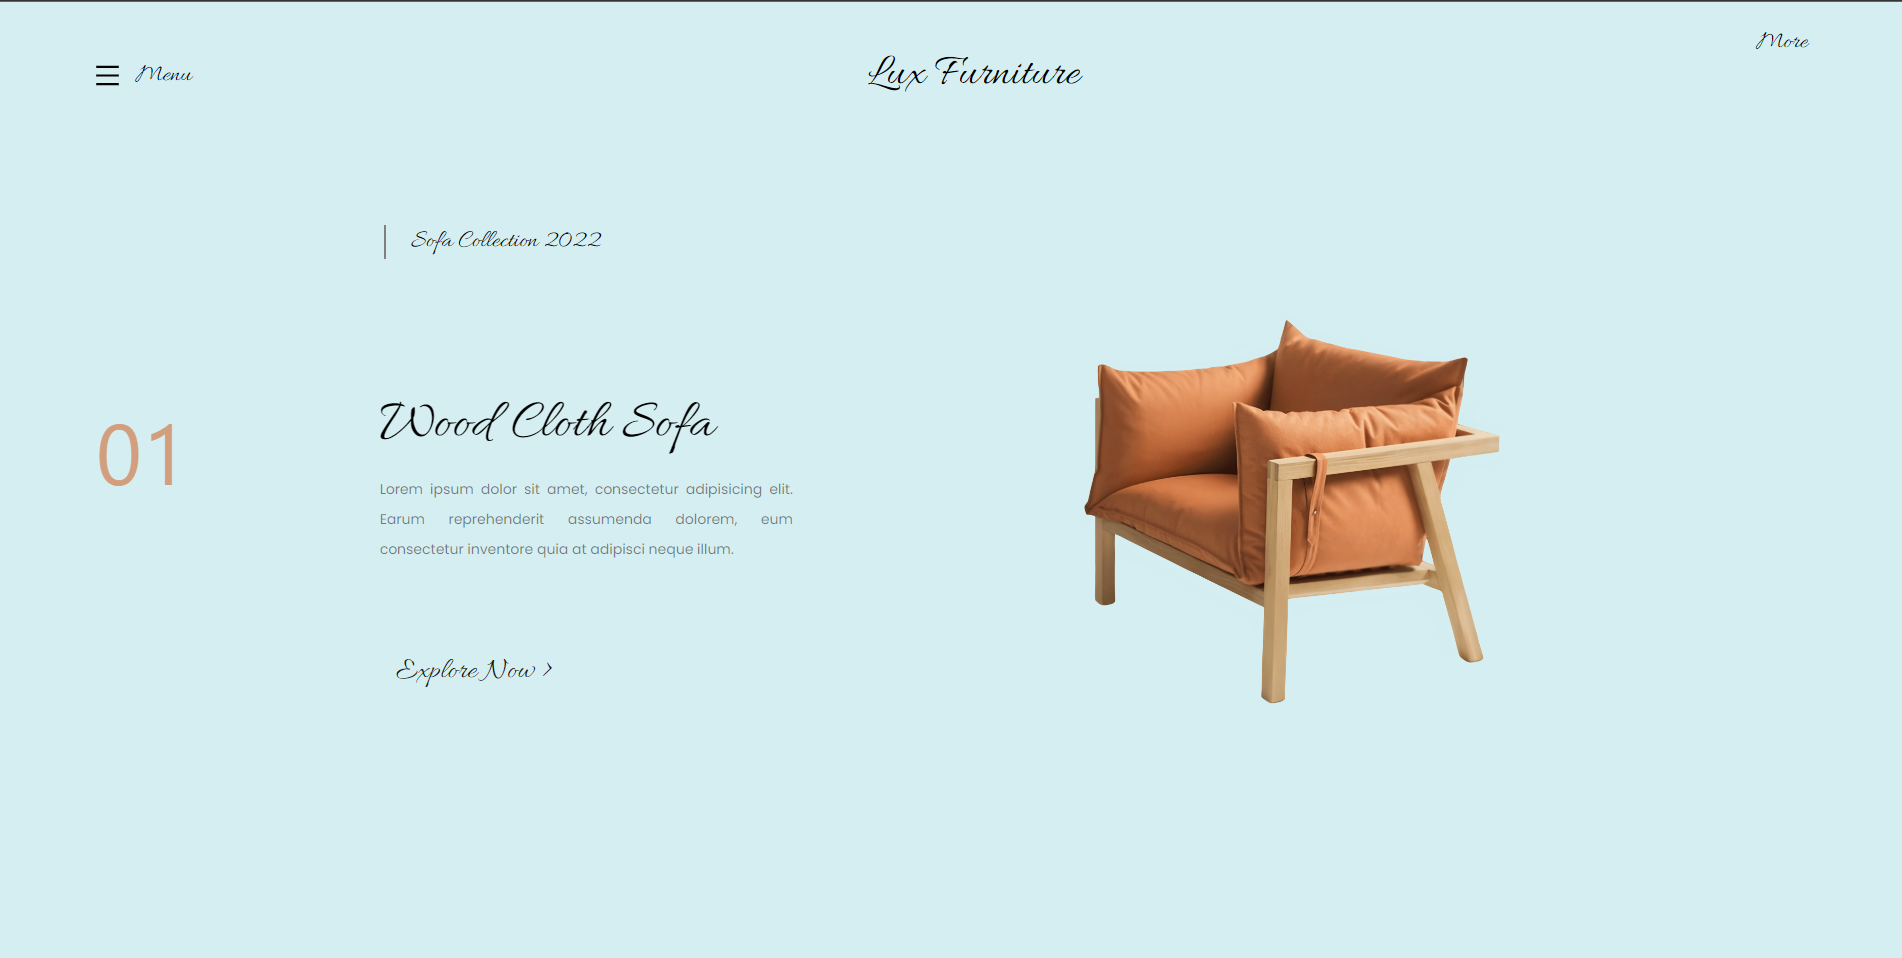 More
Menu
Lux Furniture
Sofa Collection 2022
01
Wood Cloth Sofa
Lorem ipsum dolor sit amet, consectetur adipisicing elit.
Earum reprehenderit assumenda dolorem, eum
consectetur inventore quia at adipisci neque illum.
Explore Now >